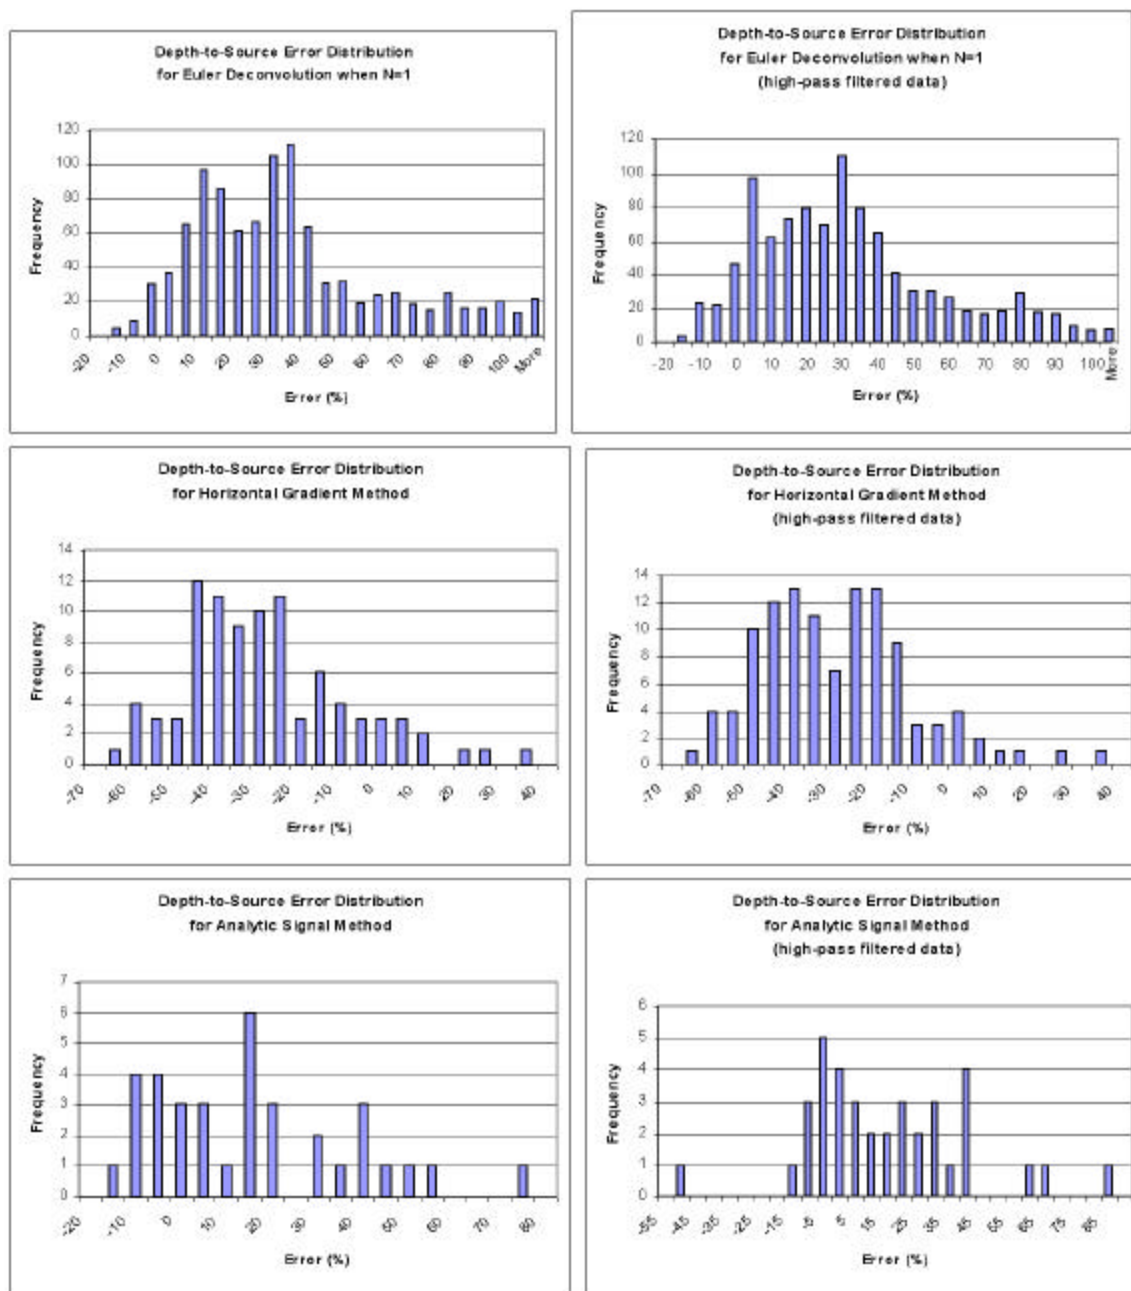 Depth-to-Source Error Distribution
for Euler Deconvolution when N=1
120
100
80
60
40
20
0
Frequency
-20 -10 0 10 20 30 40 50 60 70 80 90 100 More
Error (%)
Depth-to-Source Error Distribution
for Euler Deconvolution when N=1
(high-pass filtered data)
120
100
80
60
40
20
0
Frequency
-20 -10 0 10 20 30 40 50 60 70 80 90 100 More
Error (%)
Depth-to-Source Error Distribution
for Horizontal Gradient Method
14
12
10
8
6
4
2
0
Frequency
-70 -60 -50 -40 -30 -20 -10 0 10 20 30 40
Error (%)
Depth-to-Source Error Distribution
for Horizontal Gradient Method
(high-pass filtered data)
14
12
10
8
6
4
2
0
Frequency
-70 -60 -50 -40 -30 -20 -10 0 10 20 30 40
Error (%)
Depth-to-Source Error Distribution
for Analytic Signal Method
7
6
5
4
3
2
1
0
Frequency
-20 -10 0 10 20 30 40 50 60 70 80
Error (%)
Depth-to-Source Error Distribution
for Analytic Signal Method
(high-pass filtered data)
6
5
4
3
2
1
0
Frequency
-55 -45 -35 -25 -15 -5 5 15 25 35 45 55 65 75 85
Error (%)